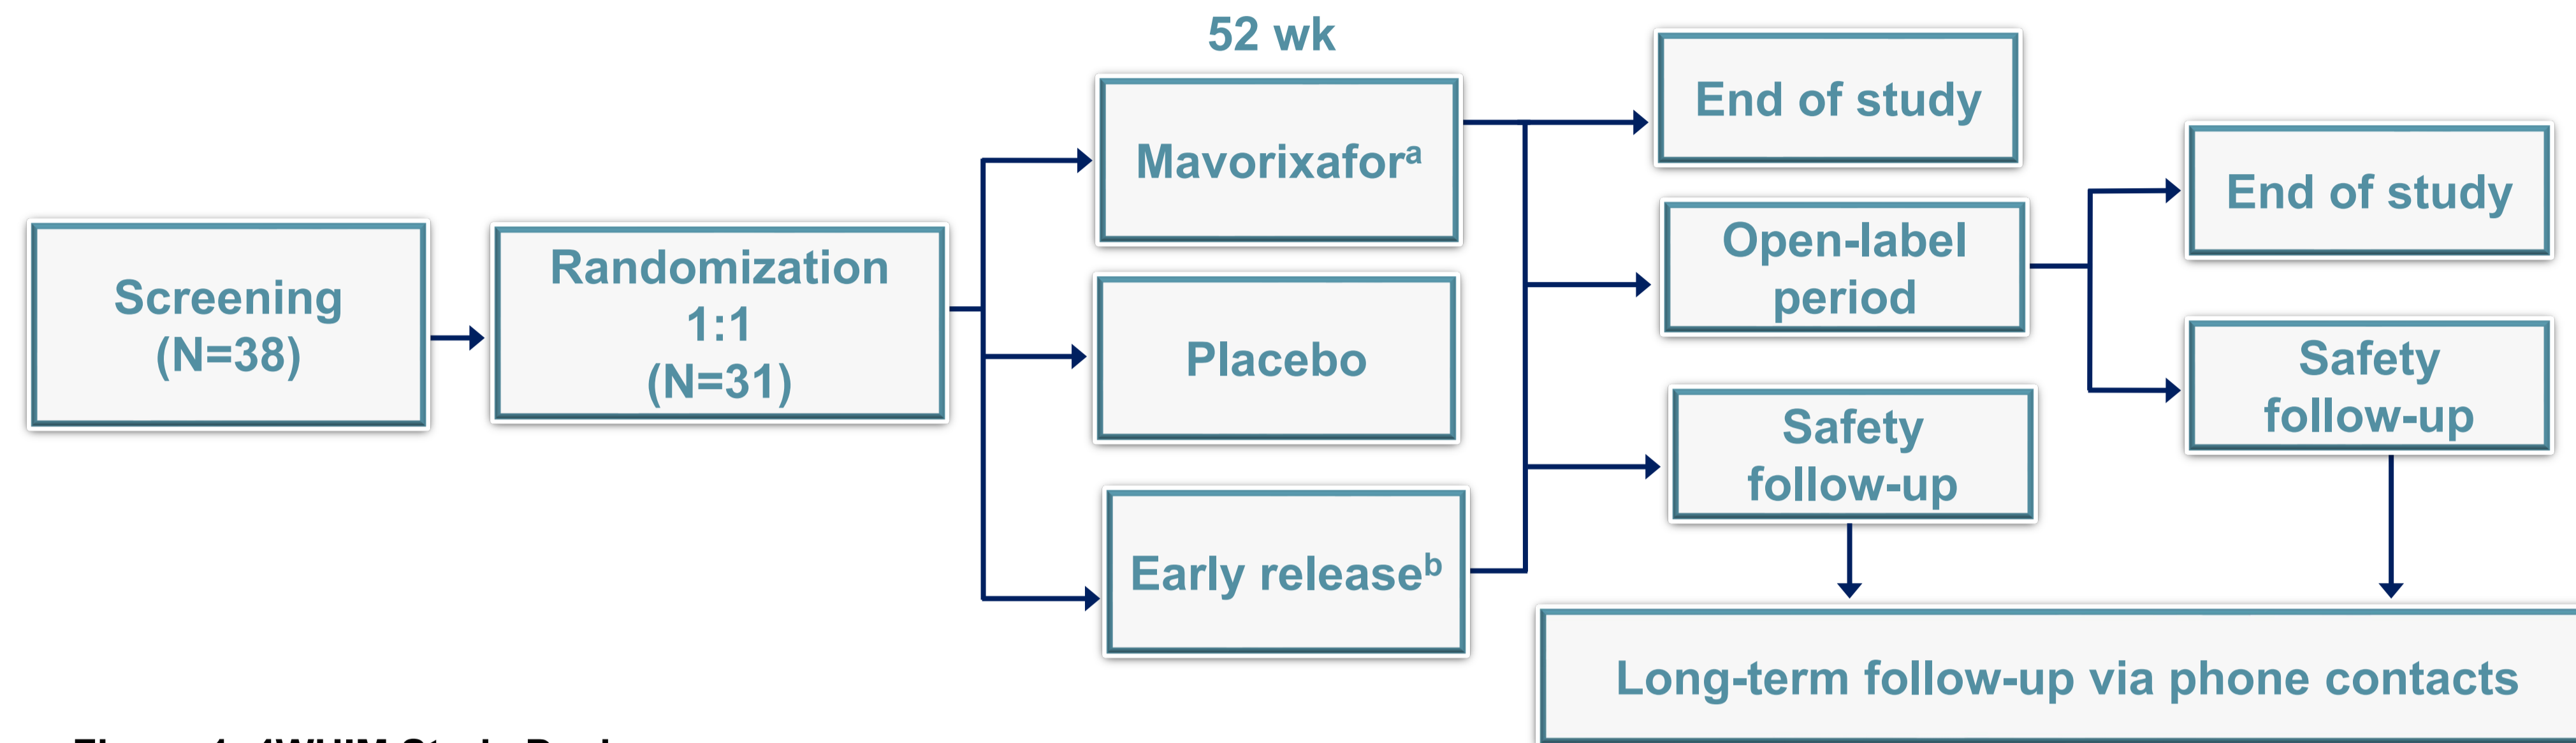 52 wk
Screening
(N=38)
Randomization
1:1
(N=31)
Mavorixaforᵃ
Placebo
Early releaseᵇ
End of study
Open-label
period
Safety
follow-up
End of study
Safety
follow-up
Long-term follow-up via phone contacts